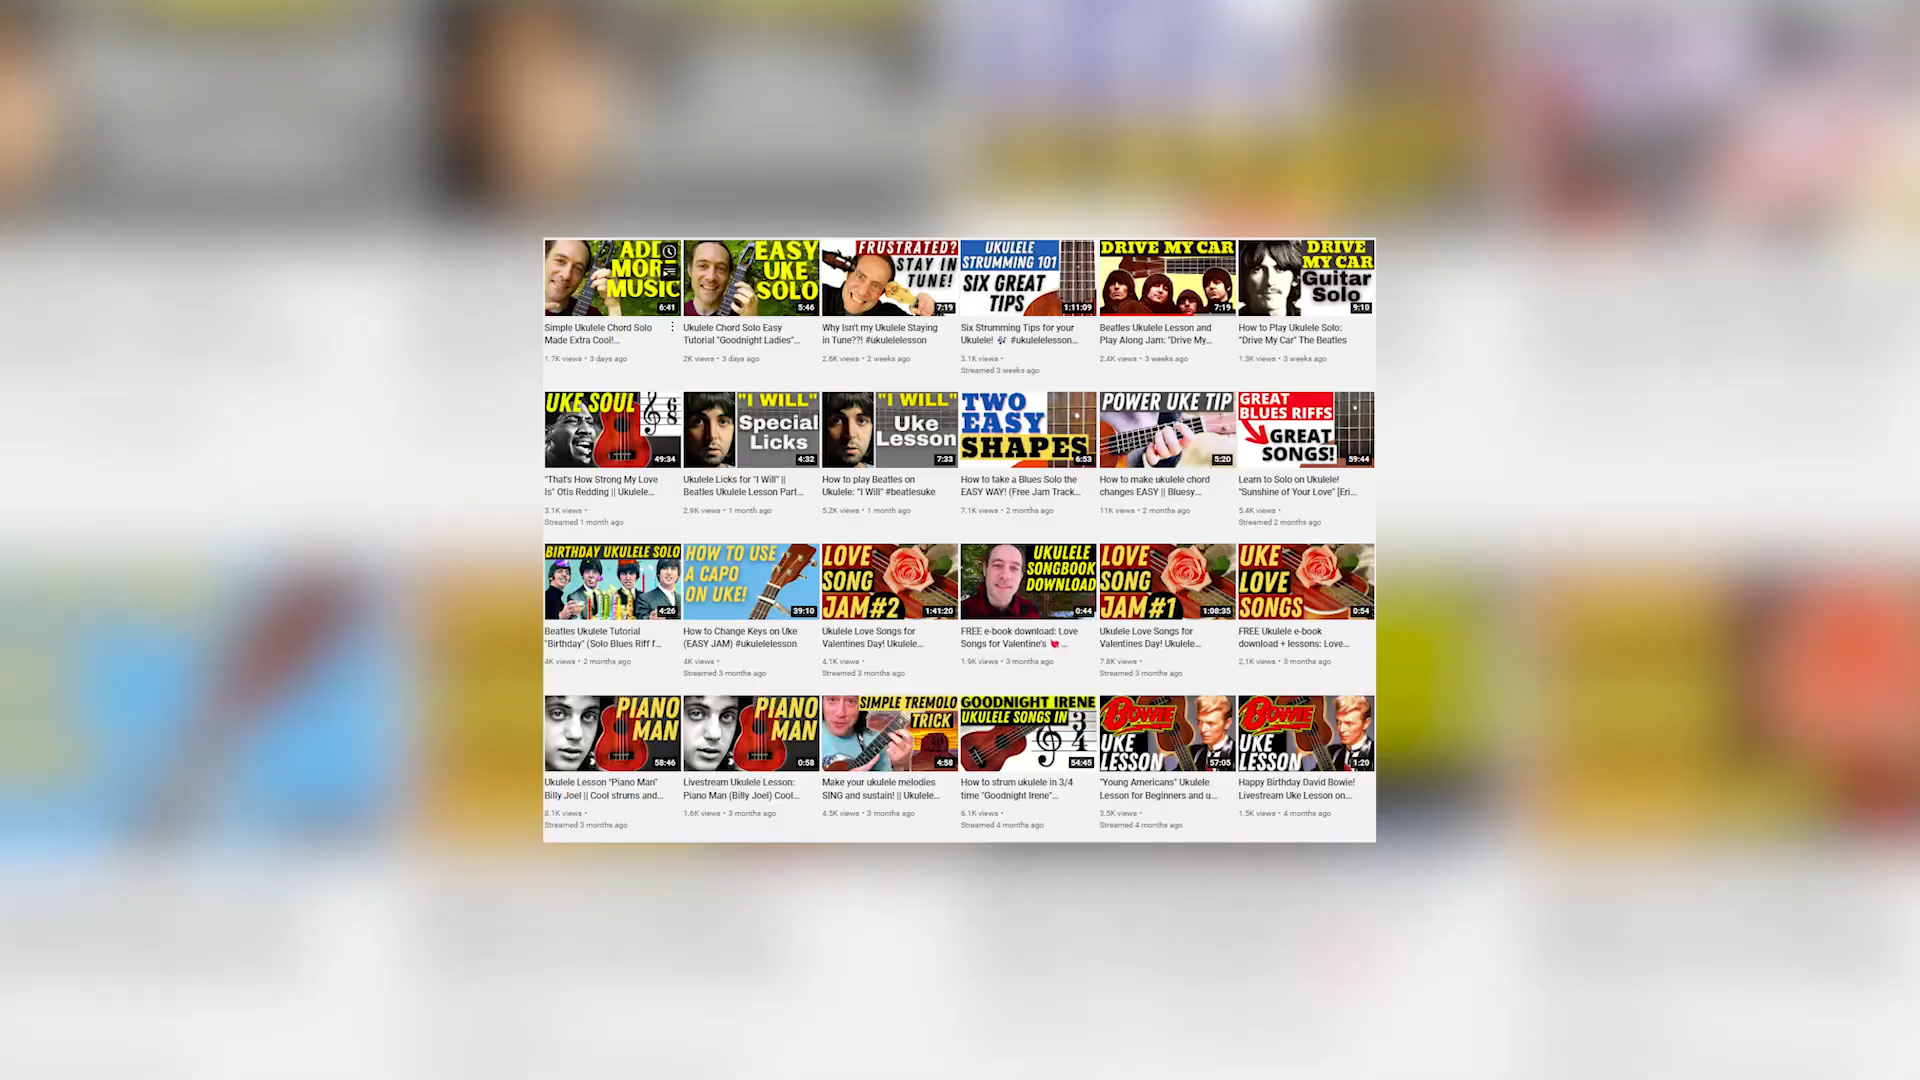 ADD
MORE
MUSIC
6:41
EASY
UKE
SOLO
5:46
FRUSTRATED?
STAY IN
TUNE!
7:19
UKULELE
STRUMMING 101
SIX GREAT
TIPS
1:11:09
DRIVE MY CAR
7:19
DRIVE
MY CAR
Guitar
Solo
9:10
Simple Ukulele Chord Solo
Made Extra Cool!...
1.7K views • 3 days ago
Ukulele Chord Solo Easy
Tutorial "Goodnight Ladies"...
2K views • 3 days ago
Why Isn't my Ukulele Staying
in Tune??! #ukulelelesson
2.6K views • 2 weeks ago
Six Strumming Tips for your
Ukulele! 🎶 #ukulelelesson...
3.1K views •
Streamed 3 weeks ago
Beatles Ukulele Lesson and
Play Along Jam: "Drive My...
2.4K views • 3 weeks ago
How to Play Ukulele Solo:
"Drive My Car" The Beatles
1.3K views • 3 weeks ago
UKE SOUL
6
8
49:34
"I WILL"
Special
Licks
4:32
"I WILL"
Uke
Lesson
7:33
TWO
EASY
SHAPES
6:53
POWER UKE TIP
5:20
GREAT
BLUES RIFFS
GREAT
SONGS!
59:44
"That's How Strong My Love
Is" Otis Redding || Ukulele...
3.1K views •
Streamed 1 month ago
Ukulele Licks for "I Will" ||
Beatles Ukulele Lesson Part...
2.9K views • 1 month ago
How to play Beatles on
Ukulele: "I Will" #beatlesuke
5.2K views • 1 month ago
How to take a Blues Solo the
EASY WAY! (Free Jam Track...
7.1K views • 2 months ago
How to make ukulele chord
changes EASY || Bluesy...
11K views • 2 months ago
Learn to Solo on Ukulele!
"Sunshine of Your Love" [Eri...
5.4K views •
Streamed 2 months ago
BIRTHDAY UKULELE SOLO
4:26
HOW TO USE
A CAPO
ON UKE!
39:10
LOVE
SONG
JAM#2
1:41:20
UKULELE
SONGBOOK
DOWNLOAD
0:44
LOVE
SONG
JAM#1
1:08:35
UKE
LOVE
SONGS
0:54
Beatles Ukulele Tutorial
"Birthday" (Solo Blues Riff f...
4K views • 2 months ago
How to Change Keys on Uke
(EASY JAM) #ukulelelesson
4K views •
Streamed 3 months ago
Ukulele Love Songs for
Valentines Day! Ukulele...
4.1K views •
Streamed 3 months ago
FREE e-book download: Love
Songs for Valentine's 💘...
1.9K views • 3 months ago
Ukulele Love Songs for
Valentines Day! Ukulele...
7.8K views •
Streamed 3 months ago
FREE Ukulele e-book
download + lessons: Love...
2.1K views • 3 months ago
PIANO
MAN
58:46
PIANO
MAN
0:58
SIMPLE TREMOLO
TRICK
4:58
GOODNIGHT IRENE
UKULELE SONGS IN
3
4
54:45
BOWIE
UKE
LESSON
57:05
BOWIE
UKE
LESSON
1:20
Ukulele Lesson "Piano Man"
Billy Joel || Cool strums and...
8.1K views •
Streamed 3 months ago
Livestream Ukulele Lesson:
Piano Man (Billy Joel) Cool...
1.6K views • 3 months ago
Make your ukulele melodies
SING and sustain! || Ukulele...
4.5K views • 3 months ago
How to strum ukulele in 3/4
time "Goodnight Irene"...
6.1K views •
Streamed 4 months ago
"Young Americans" Ukulele
Lesson for Beginners and u...
3.5K views •
Streamed 4 months ago
Happy Birthday David Bowie!
Livestream Uke Lesson on...
1.5K views • 4 months ago